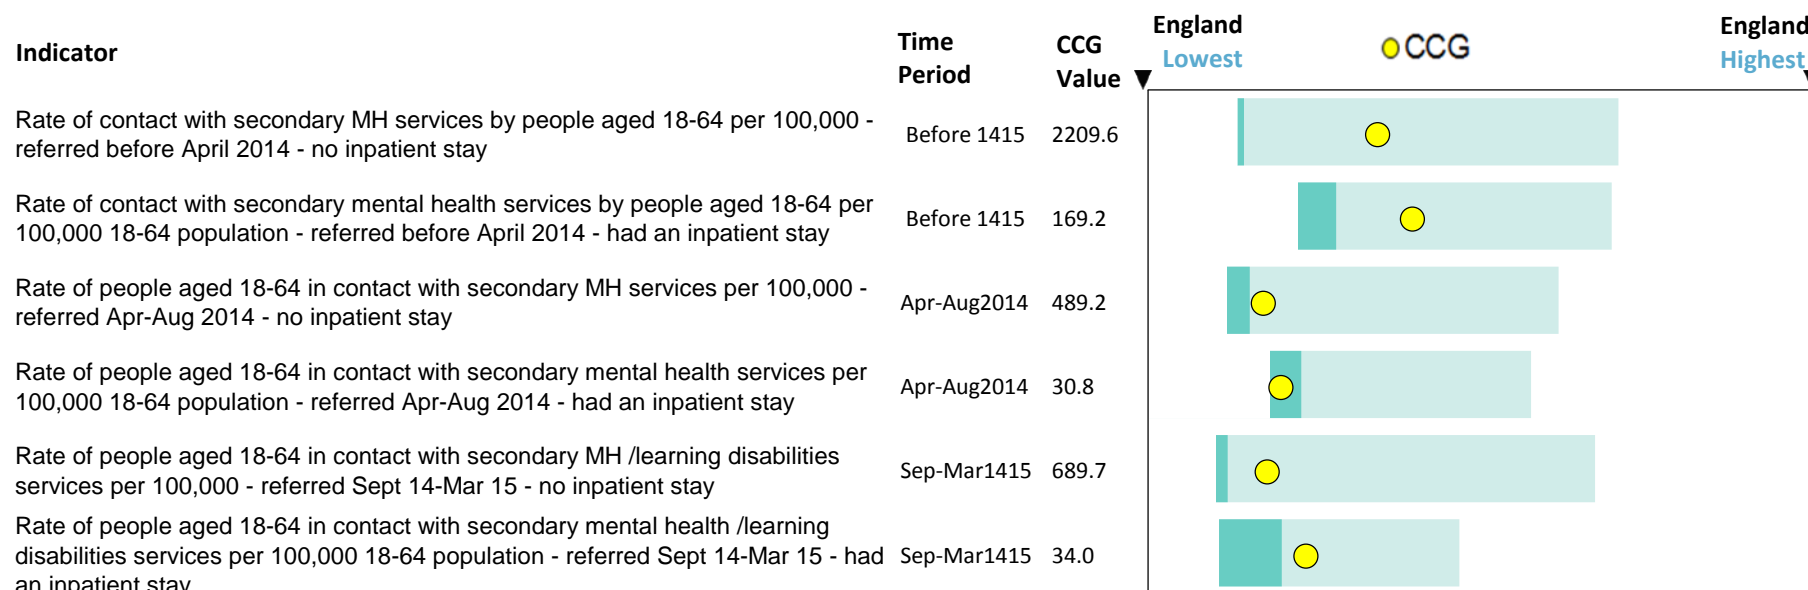 Indicator
Time
Period
CCG
Value
England
Lowest
CCG
England
Highest
Rate of contact with secondary MH services by people aged 18-64 per 100,000 -
referred before April 2014 - no inpatient stay
Before 1415
2209.6
Rate of contact with secondary mental health services by people aged 18-64 per
100,000 18-64 population - referred before April 2014 - had an inpatient stay
Before 1415
169.2
Rate of people aged 18-64 in contact with secondary MH services per 100,000 -
referred Apr-Aug 2014 - no inpatient stay
Apr-Aug2014
489.2
Rate of people aged 18-64 in contact with secondary mental health services per
100,000 18-64 population - referred Apr-Aug 2014 - had an inpatient stay
Apr-Aug2014
30.8
Rate of people aged 18-64 in contact with secondary MH /learning disabilities
services per 100,000 - referred Sept 14-Mar 15 - no inpatient stay
Sep-Mar1415
689.7
Rate of people aged 18-64 in contact with secondary mental health /learning
disabilities services per 100,000 18-64 population - referred Sept 14-Mar 15 - had
an inpatient stay
Sep-Mar1415
34.0